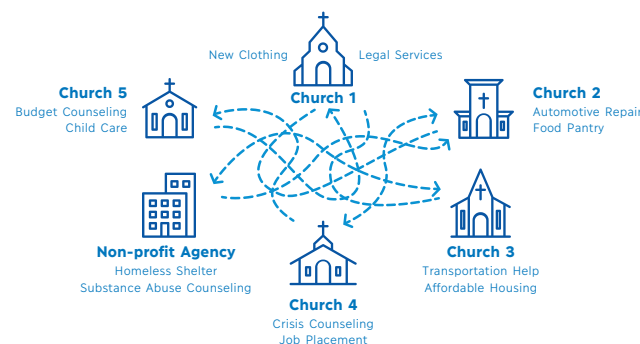 New Clothing
Legal Services
Church 1
Church 5
Budget Counseling
Child Care
Church 2
Automotive Repair
Food Pantry
Non-profit Agency
Homeless Shelter
Substance Abuse Counseling
Church 3
Transportation Help
Affordable Housing
Church 4
Crisis Counseling
Job Placement